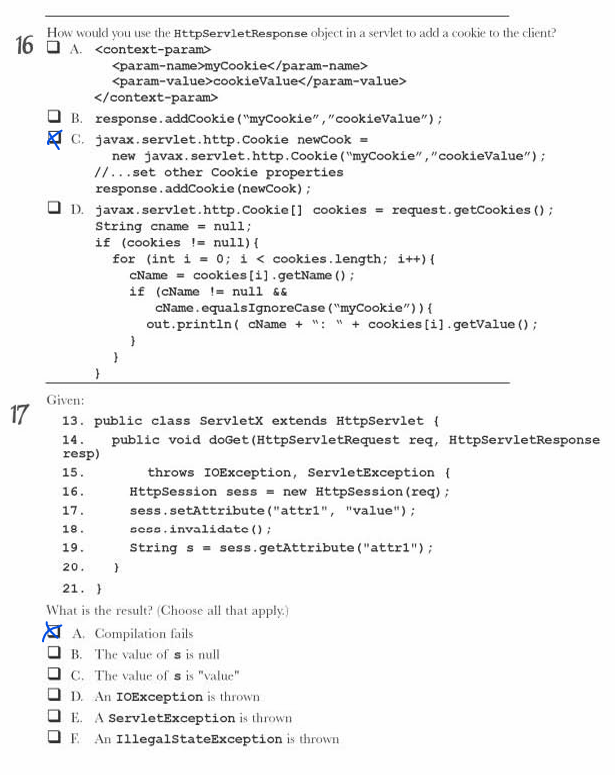 16 How would you use the HttpServletResponse object in a servlet to add a cookie to the client?
A. <context-param>
<param-name>myCookie</param-name>
<param-value>cookieValue</param-value>
</context-param>
B. response.addCookie("myCookie","cookieValue");
C. javax.servlet.http.Cookie newCook =
new javax.servlet.http.Cookie("myCookie","cookieValue");
//...set other Cookie properties
response.addCookie(newCook);
D. javax.servlet.http.Cookie[] cookies = request.getCookies();
String cname = null;
if (cookies != null){
for (int i = 0; i < cookies.length; i++){
cName = cookies[i].getName();
if (cName != null &&
cName.equalsIgnoreCase("myCookie")){
out.println( cName + ": " + cookies[i].getValue();
}
}
}
17 Given:
13. public class ServletX extends HttpServlet {
14. public void doGet(HttpServletRequest req, HttpServletResponse
resp)
15. throws IOException, ServletException {
16. HttpSession sess = new HttpSession(req);
17. sess.setAttribute("attr1", "value");
18. sess.invalidate();
19. String s = sess.getAttribute("attr1");
20. }
21. }
What is the result? (Choose all that apply.)
A. Compilation fails
B. The value of s is null
C. The value of s is "value"
D. An IOException is thrown
E. A ServletException is thrown
F. An IllegalStateException is thrown